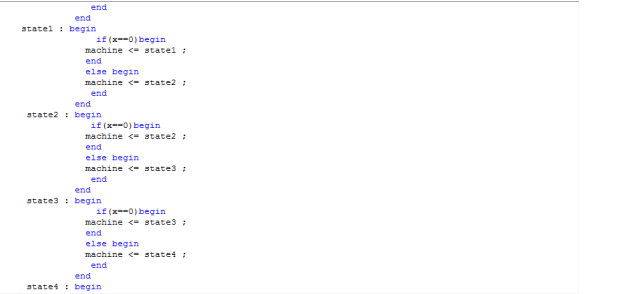 end
end
state1 : begin
if(x==0)begin
machine <= state1 ;
end
else begin
machine <= state2 ;
end
end
state2 : begin
if(x==0)begin
machine <= state2 ;
end
else begin
machine <= state3 ;
end
end
state3 : begin
if(x==0)begin
machine <= state3 ;
end
else begin
machine <= state4 ;
end
end
state4 : begin